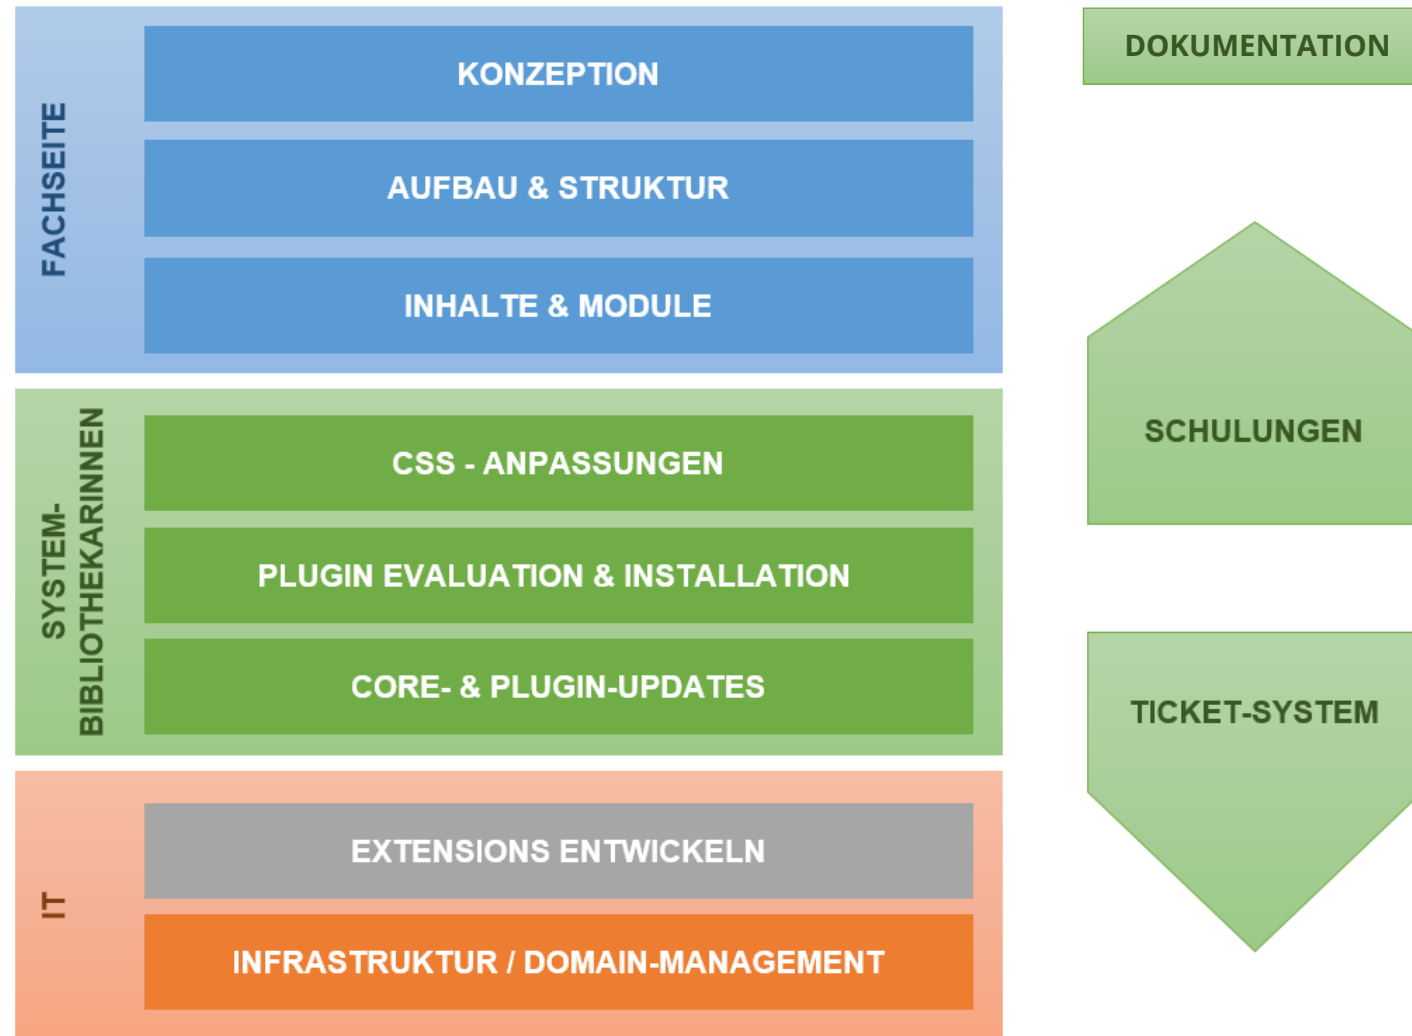 FACHSEITE
KONZEPTION
AUFBAU & STRUKTUR
INHALTE & MODULE
SYSTEM-
BIBLIOTHEKARINNEN
CSS - ANPASSUNGEN
PLUGIN EVALUATION & INSTALLATION
CORE- & PLUGIN-UPDATES
IT
EXTENSIONS ENTWICKELN
INFRASTRUKTUR / DOMAIN-MANAGEMENT
DOKUMENTATION
SCHULUNGEN
TICKET-SYSTEM